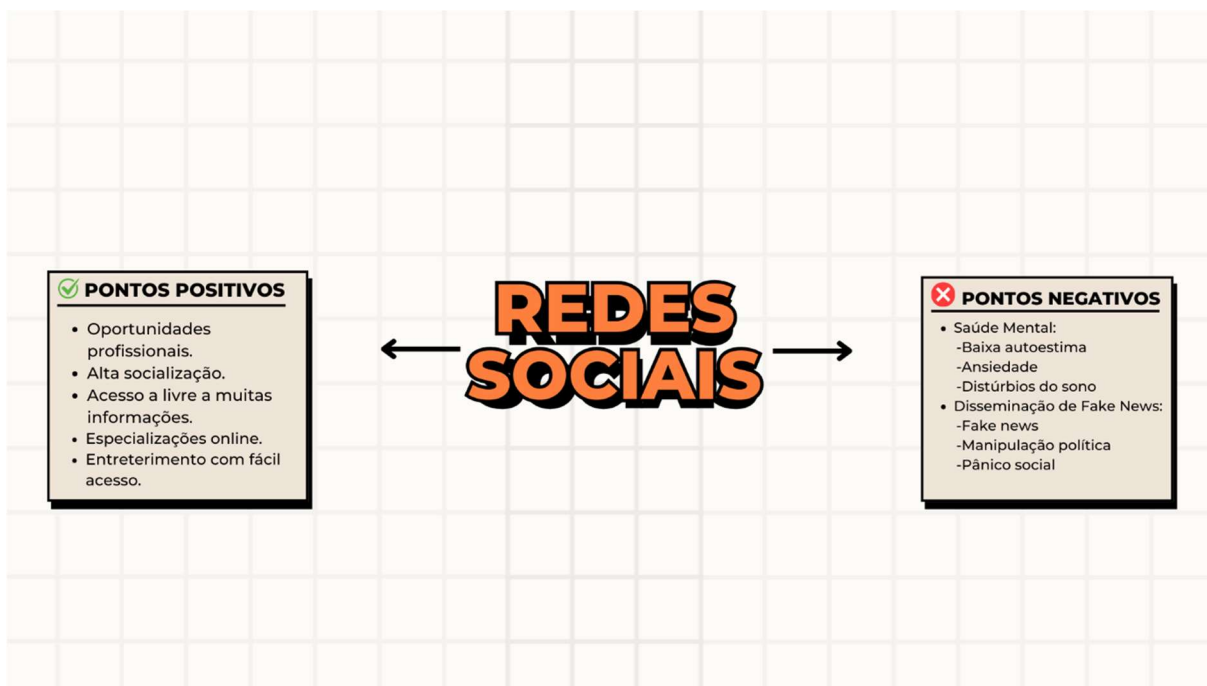 PONTOS POSITIVOS
• Oportunidades
profissionais.
• Alta socialização.
• Acesso a livre a muitas
informações.
• Especializações online.
• Entreterimento com fácil
acesso.
REDES
SOCIAIS
PONTOS NEGATIVOS
• Saúde Mental:
-Baixa autoestima
-Ansiedade
-Distúrbios do sono
• Disseminação de Fake News:
-Fake news
-Manipulação política
-Pânico social